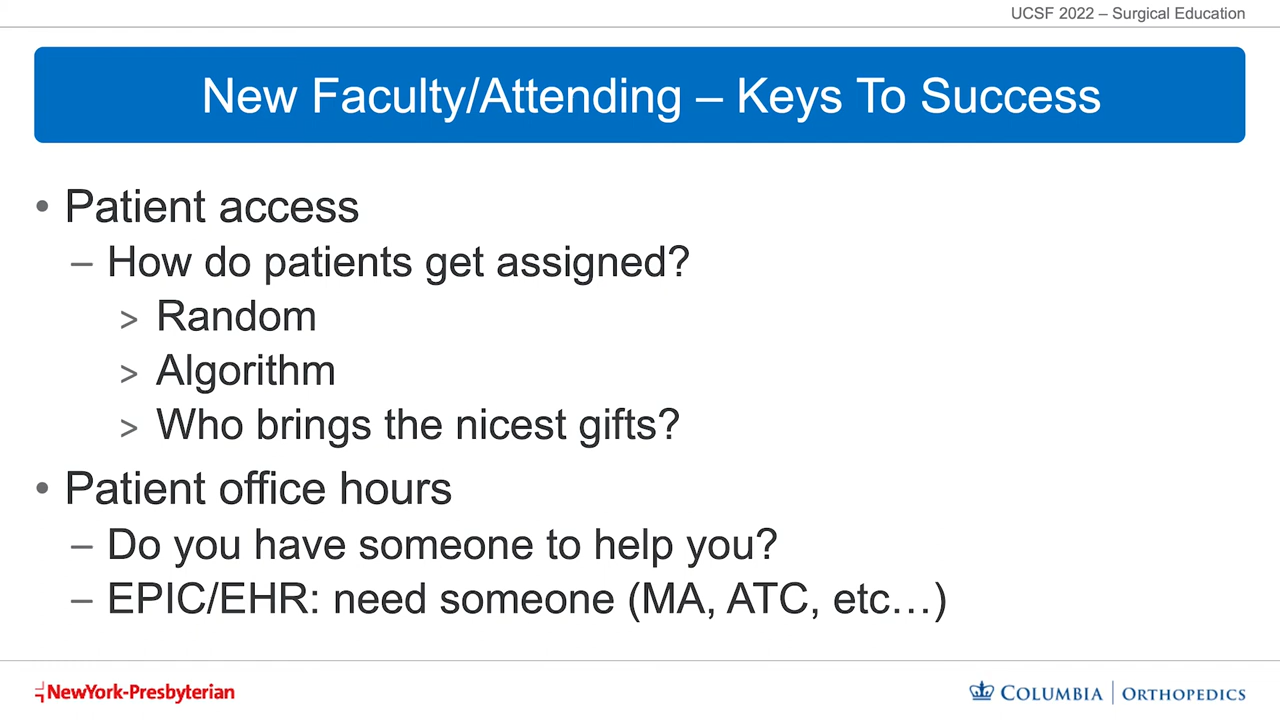 UCSF 2022 – Surgical Education
New Faculty/Attending – Keys To Success
• Patient access
– How do patients get assigned?
> Random
> Algorithm
> Who brings the nicest gifts?
• Patient office hours
– Do you have someone to help you?
– EPIC/EHR: need someone (MA, ATC, etc…)
NewYork-Presbyterian
COLUMBIA | ORTHOPEDICS